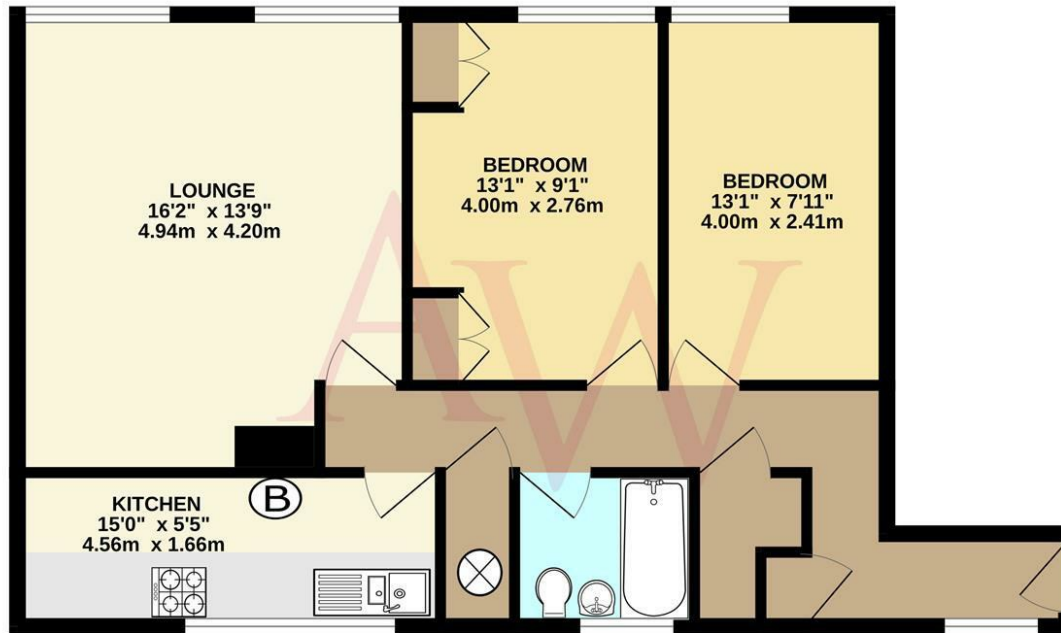 LOUNGE
16'2" x 13'9"
4.94m x 4.20m
BEDROOM
13'1" x 9'1"
4.00m x 2.76m
BEDROOM
13'1" x 7'11"
4.00m x 2.41m
AW
KITCHEN
15'0" x 5'5"
4.56m x 1.66m
B